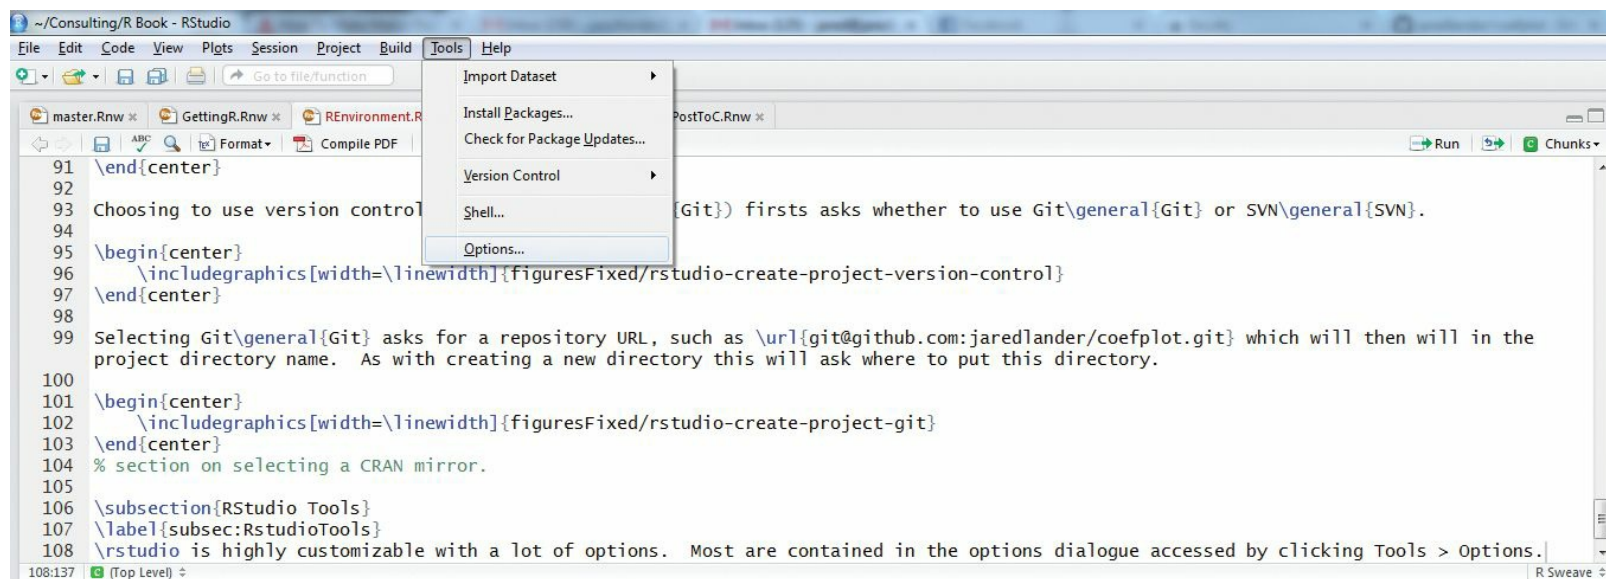 ~/Consulting/R Book - RStudio
File Edit Code View Plots Session Project Build Tools Help
Go to file/function
Import Dataset
Install Packages...
Check for Package Updates...
Version Control
Shell...
Options...
master.Rnw GettingR.Rnw REnvironment.R PostToC.Rnw
ABC Format Compile PDF Run Chunks
91 \end{center}
92
93 Choosing to use version control {Git}) firsts asks whether to use Git\general{Git} or SVN\general{SVN}.
94
95 \begin{center}
96 \includegraphics[width=\linewidth]{figuresFixed/rstudio-create-project-version-control}
97 \end{center}
98
99 Selecting Git\general{Git} asks for a repository URL, such as \url{git@github.com:jaredlander/coefplot.git} which will then will in the
project directory name. As with creating a new directory this will ask where to put this directory.
100
101 \begin{center}
102 \includegraphics[width=\linewidth]{figuresFixed/rstudio-create-project-git}
103 \end{center}
104 % section on selecting a CRAN mirror.
105
106 \subsection{RStudio Tools}
107 \label{subsec:RstudioTools}
108 \rstudio is highly customizable with a lot of options. Most are contained in the options dialogue accessed by clicking Tools > Options.
108:137 C (Top Level) R Sweave